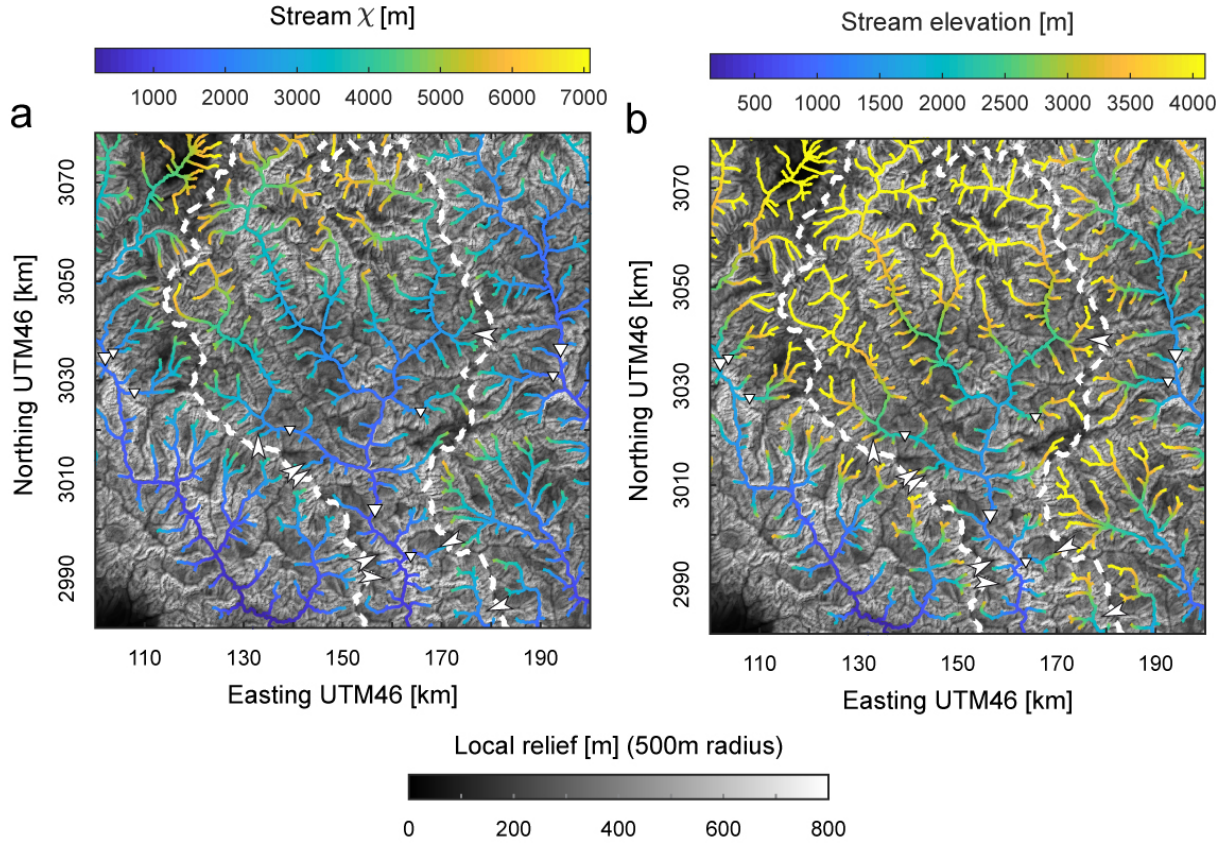 Stream χ [m]
1000 2000 3000 4000 5000 6000 7000
Stream elevation [m]
500 1000 1500 2000 2500 3000 3500 4000
a
b
Northing UTM46 [km]
3070
3050
3030
3010
2990
110 130 150 170 190
Easting UTM46 [km]
Northing UTM46 [km]
3070
3050
3030
3010
2990
110 130 150 170 190
Easting UTM46 [km]
Local relief [m] (500m radius)
0 200 400 600 800